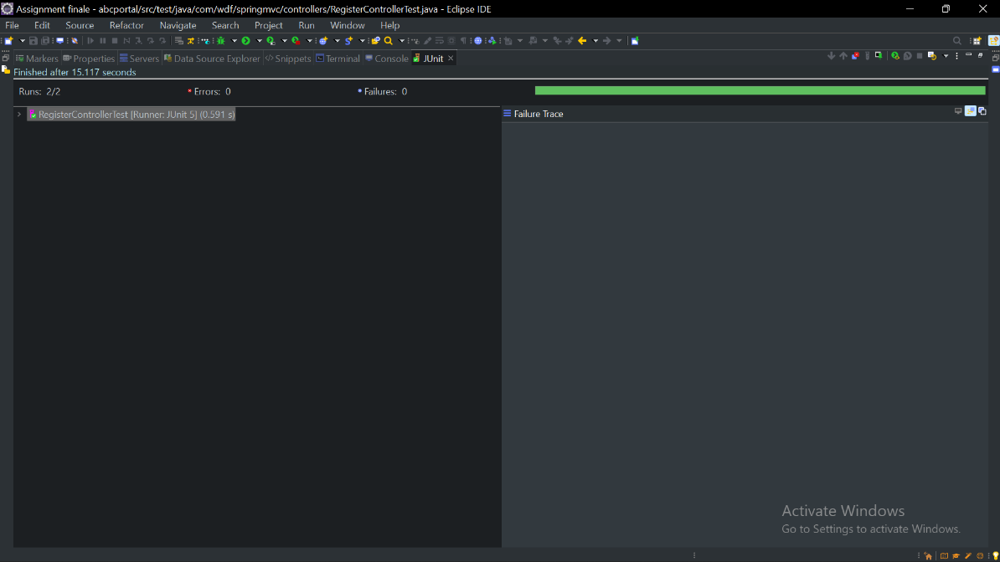 Assignment finale - abcportal/src/test/java/com/wdf/springmvc/controllers/RegisterControllerTest.java - Eclipse IDE
File Edit Source Refactor Navigate Search Project Run Window Help
Markers Properties Servers Data Source Explorer Snippets Terminal Console JUnit
Finished after 15.117 seconds
Runs: 2/2 Errors: 0 Failures: 0
RegisterControllerTest [Runner: JUnit 5] (0.591 s)
Failure Trace
Activate Windows
Go to Settings to activate Windows.